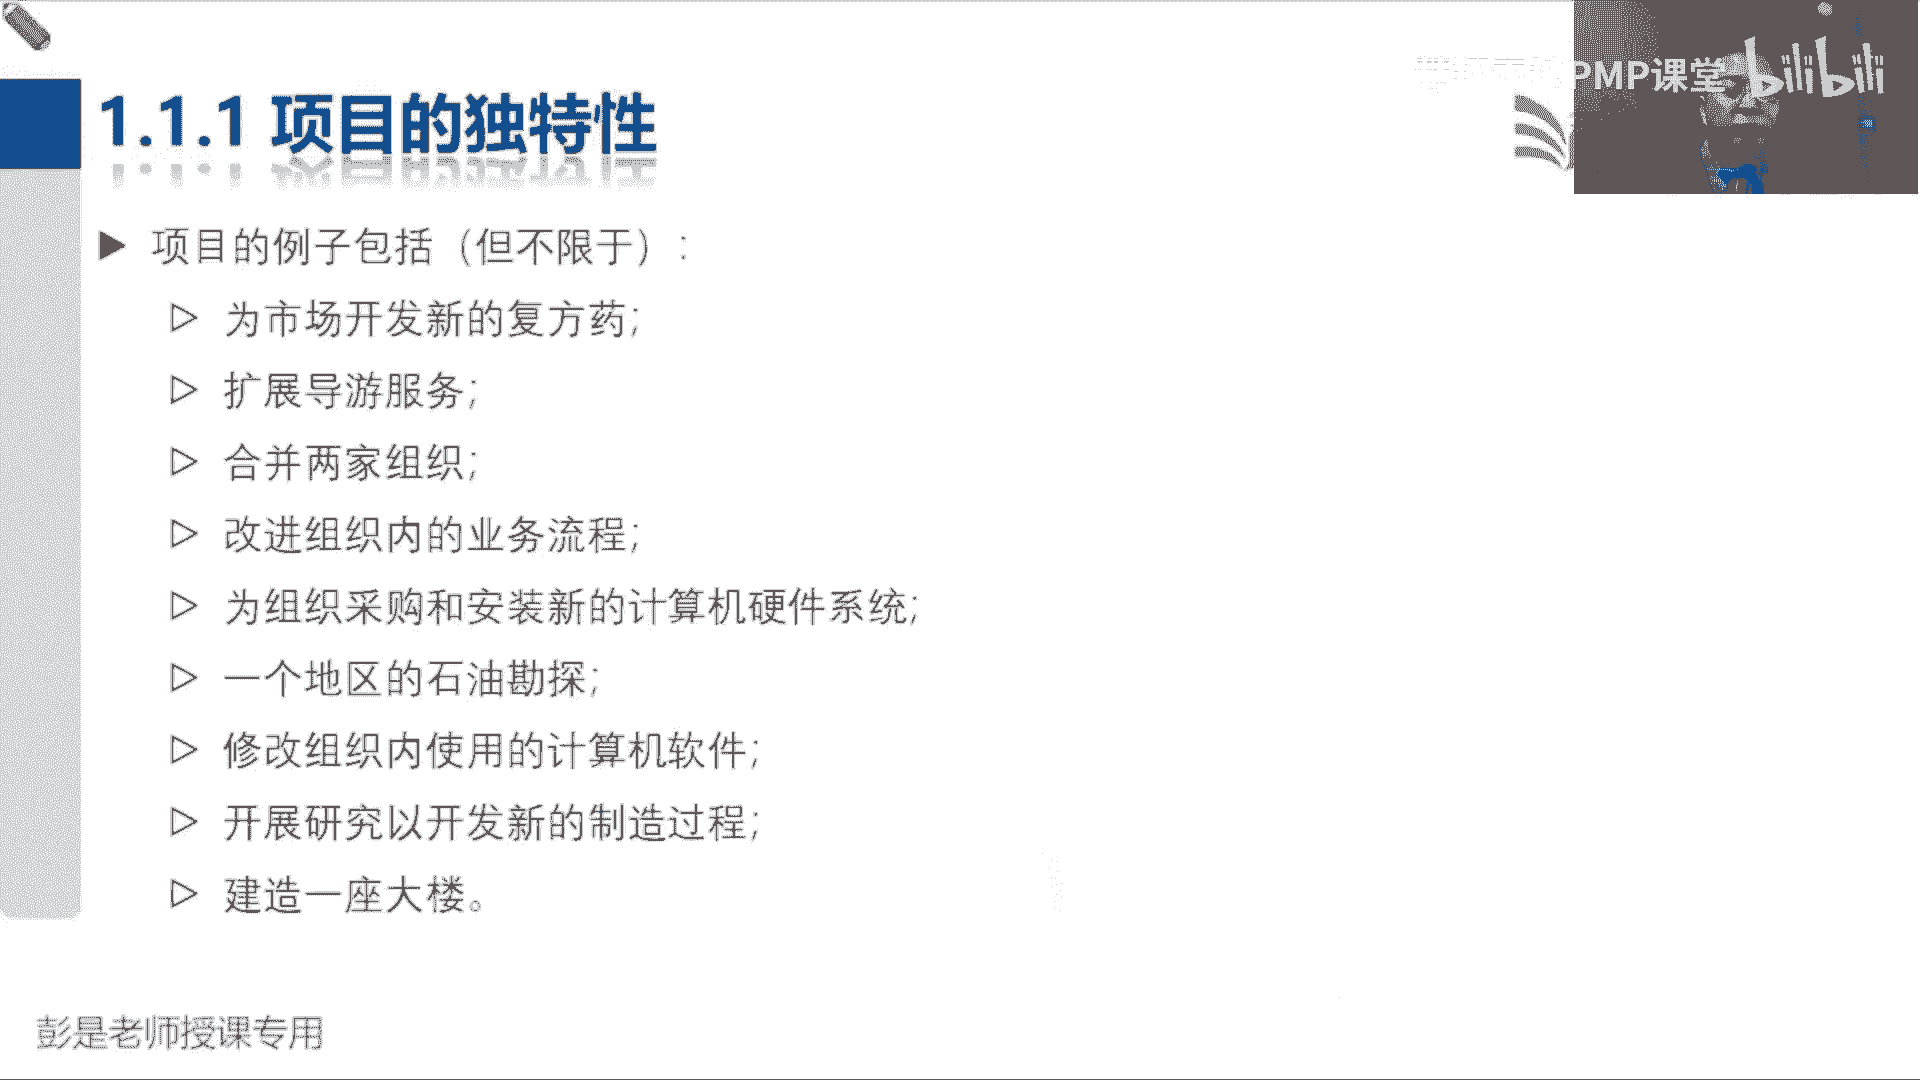 PMP课堂 bilibili
1.1.1 项目的独特性
项目的例子包括（但不限于）:
为市场开发新的复方药;
扩展导游服务;
合并两家组织;
改进组织内的业务流程;
为组织采购和安装新的计算机硬件系统;
一个地区的石油勘探;
修改组织内使用的计算机软件;
开展研究以开发新的制造过程;
建造一座大楼。
彭是老师授课专用